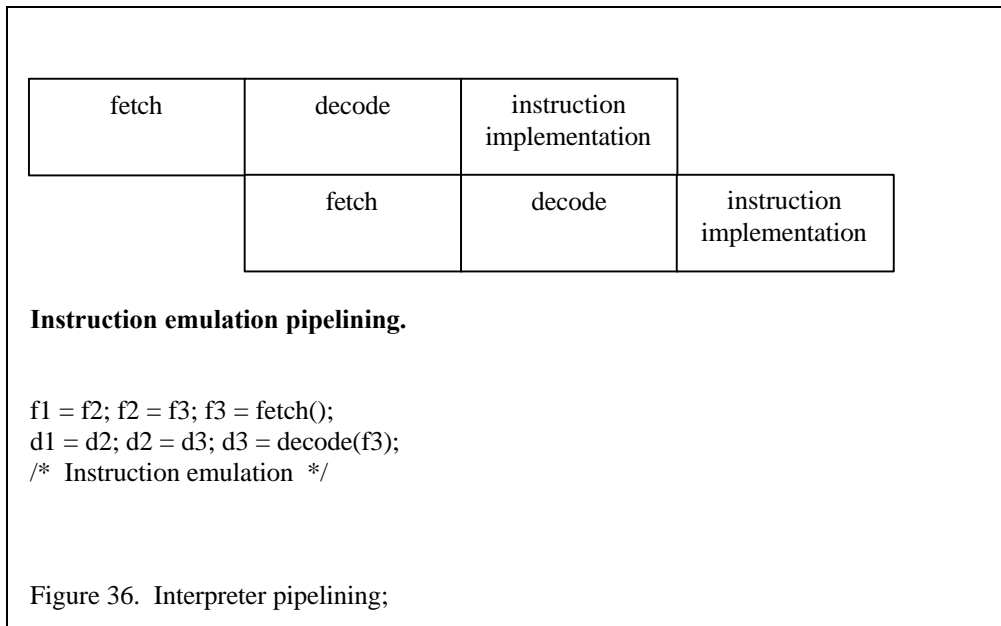 fetch decode instruction
implementation
fetch decode instruction
implementation
Instruction emulation pipelining.
f1 = f2; f2 = f3; f3 = fetch();
d1 = d2; d2 = d3; d3 = decode(f3);
/* Instruction emulation */
Figure 36. Interpreter pipelining;